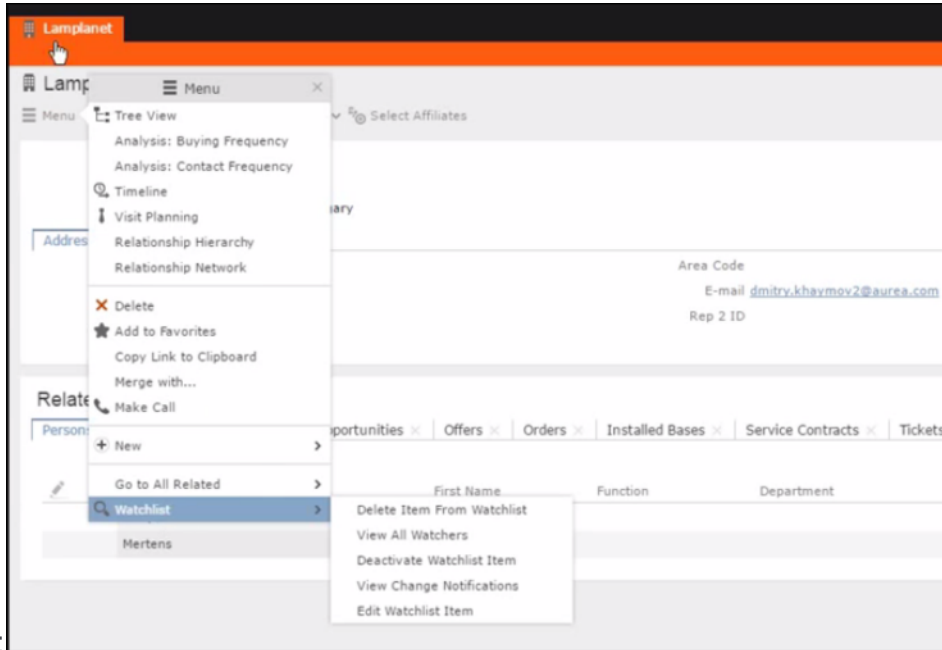 Lamplanet
Lamp
Menu
Menu
Select Affiliates
Tree View
Analysis: Buying Frequency
Analysis: Contact Frequency
Timeline
Visit Planning
Relationship Hierarchy
Relationship Network
Delete
Add to Favorites
Copy Link to Clipboard
Merge with...
Make Call
New
Go to All Related
Watchlist
Delete Item From Watchlist
View All Watchers
Deactivate Watchlist Item
View Change Notifications
Edit Watchlist Item
ary
Addres
Area Code
E-mail dmitry.khaymov2@aurea.com
Rep 2 ID
Relate
Persons
portunities Offers Orders Installed Bases Service Contracts Tickets
First Name Function Department
Mertens